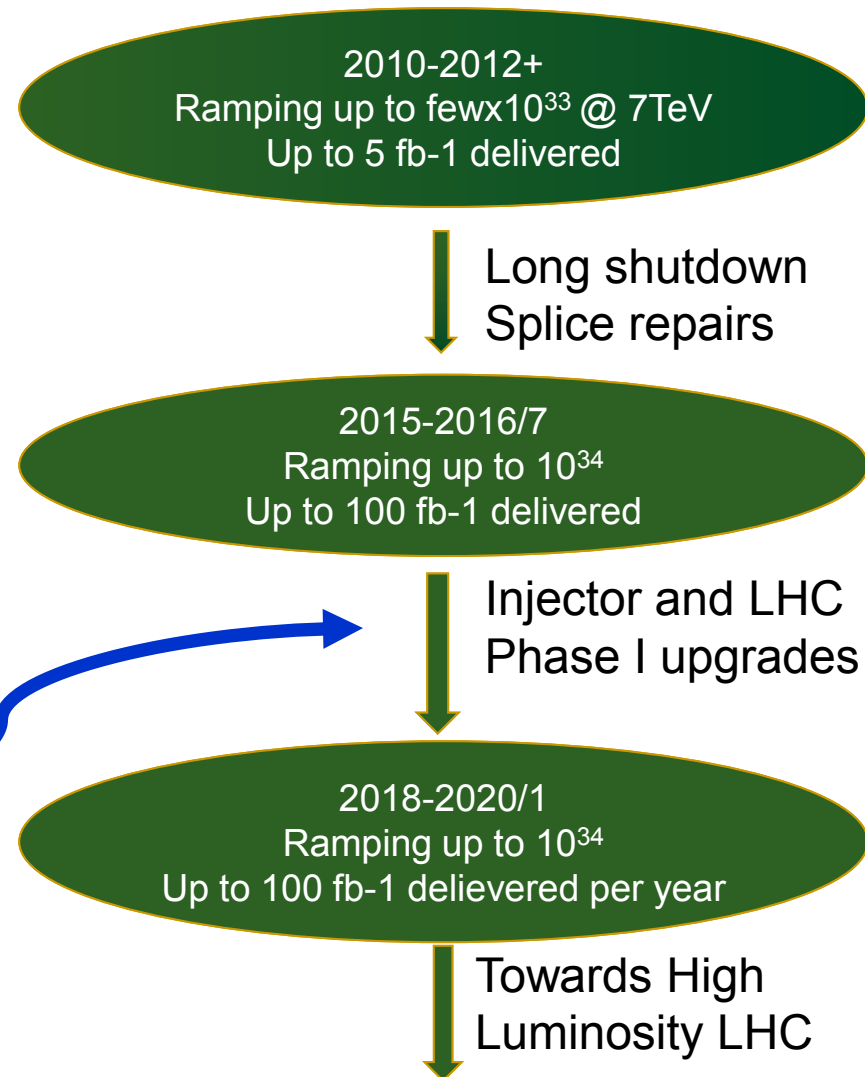 2010-2012+
Ramping up to fewx10³³ @ 7TeV
Up to 5 fb-1 delivered
Long shutdown
Splice repairs
2015-2016/7
Ramping up to 10³⁴
Up to 100 fb-1 delivered
Injector and LHC
Phase I upgrades
2018-2020/1
Ramping up to 10³⁴
Up to 100 fb-1 delievered per year
Towards High
Luminosity LHC